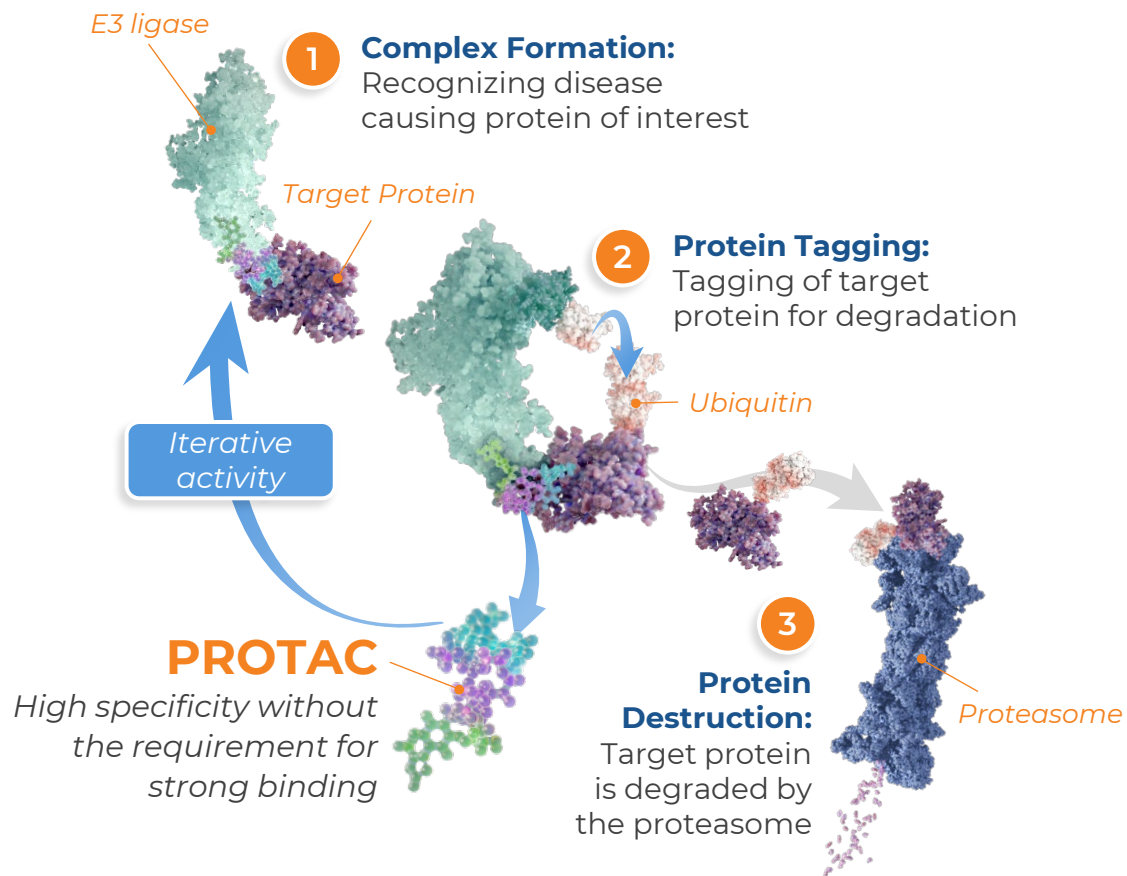 E3 ligase
1
Complex Formation:
Recognizing disease
causing protein of interest
Target Protein
2
Protein Tagging:
Tagging of target
protein for degradation
Ubiquitin
Iterative
activity
PROTAC
High specificity without
the requirement for
strong binding
3
Protein
Destruction:
Target protein
is degraded by
the proteasome
Proteasome